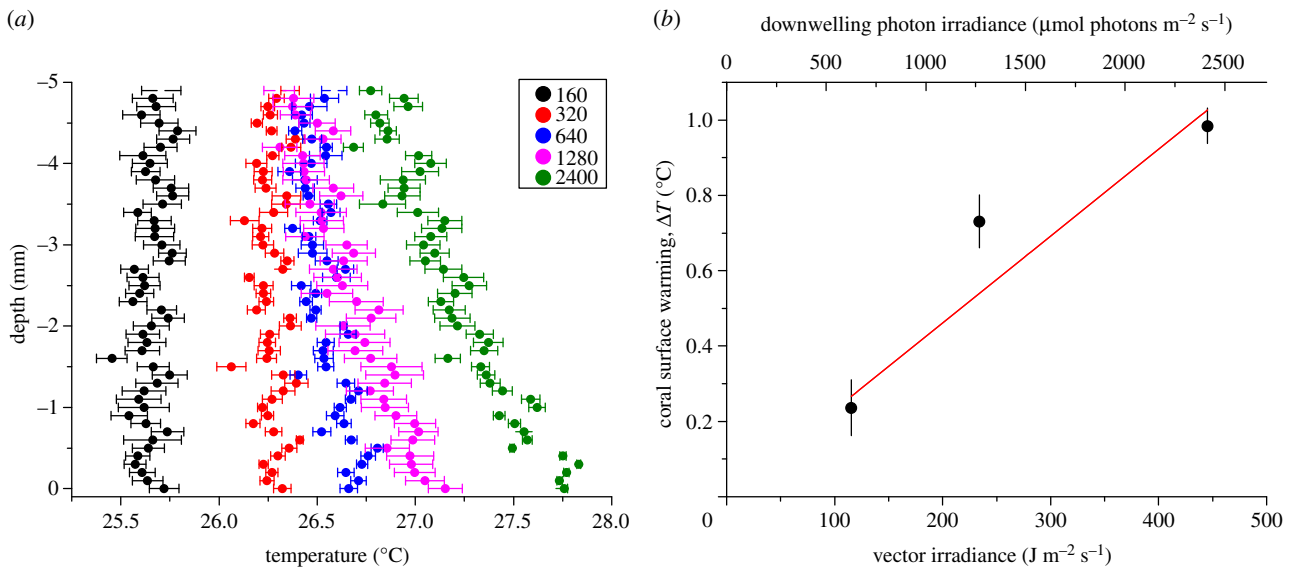 (a)
–5
–4
–3
–2
–1
0
depth (mm)
160
320
640
1280
2400
25.5 26.0 26.5 27.0 27.5 28.0
temperature (°C)
(b)
downwelling photon irradiance (μmol photons m–2 s–1)
0 500 1000 1500 2000 2500
1.0
0.8
0.6
0.4
0.2
coral surface warming, ΔT (°C)
0 100 200 300 400 500
vector irradiance (J m–2 s–1)